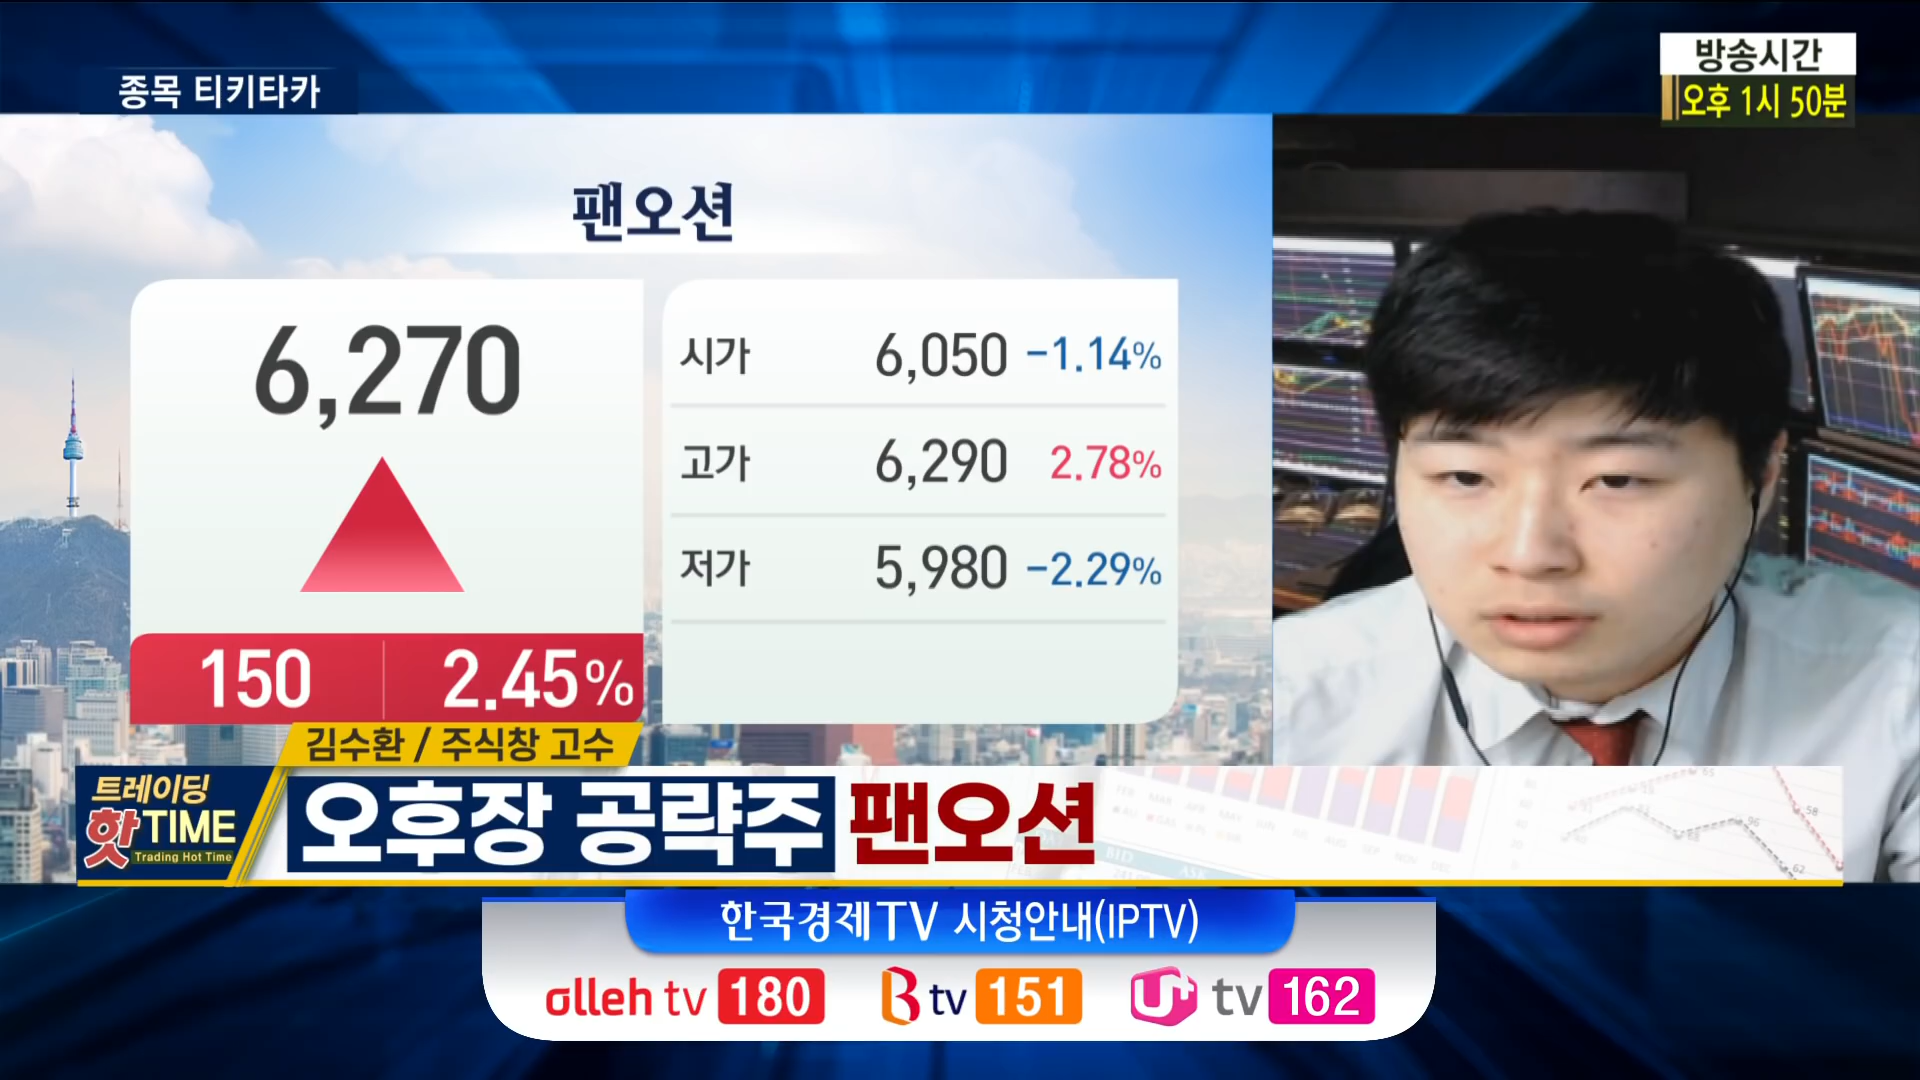 종목 티키타카
방송시간
오후 1시 50분
팬오션
6,270
150 2.45%
시가 6,050 -1.14%
고가 6,290 2.78%
저가 5,980 -2.29%
김수환 / 주식창 고수
트레이딩
핫TIME
Trading Hot Time
오후장 공략주 팬오션
한국경제TV 시청안내(IPTV)
olleh tv 180 B tv 151 U+ tv 162